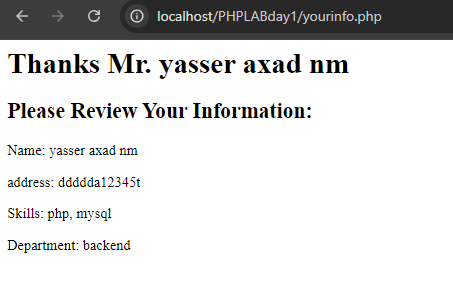 localhost/PHPLABday1/yourinfo.php
Thanks Mr. yasser axad nm
Please Review Your Information:
Name: yasser axad nm
address: ddddda12345t
Skills: php, mysql
Department: backend